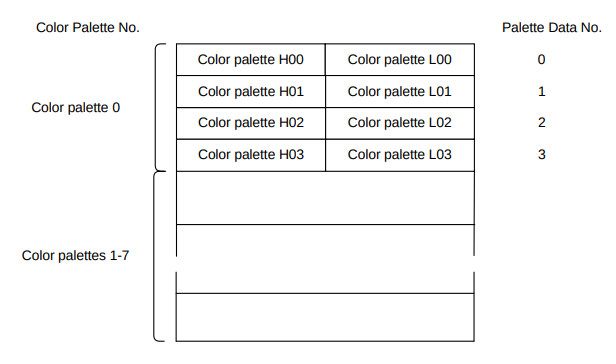 Color Palette No. Palette Data No.
Color palette H00 Color palette L00 0
Color palette H01 Color palette L01 1
Color palette 0
Color palette H02 Color palette L02 2
Color palette H03 Color palette L03 3
Color palettes 1-7